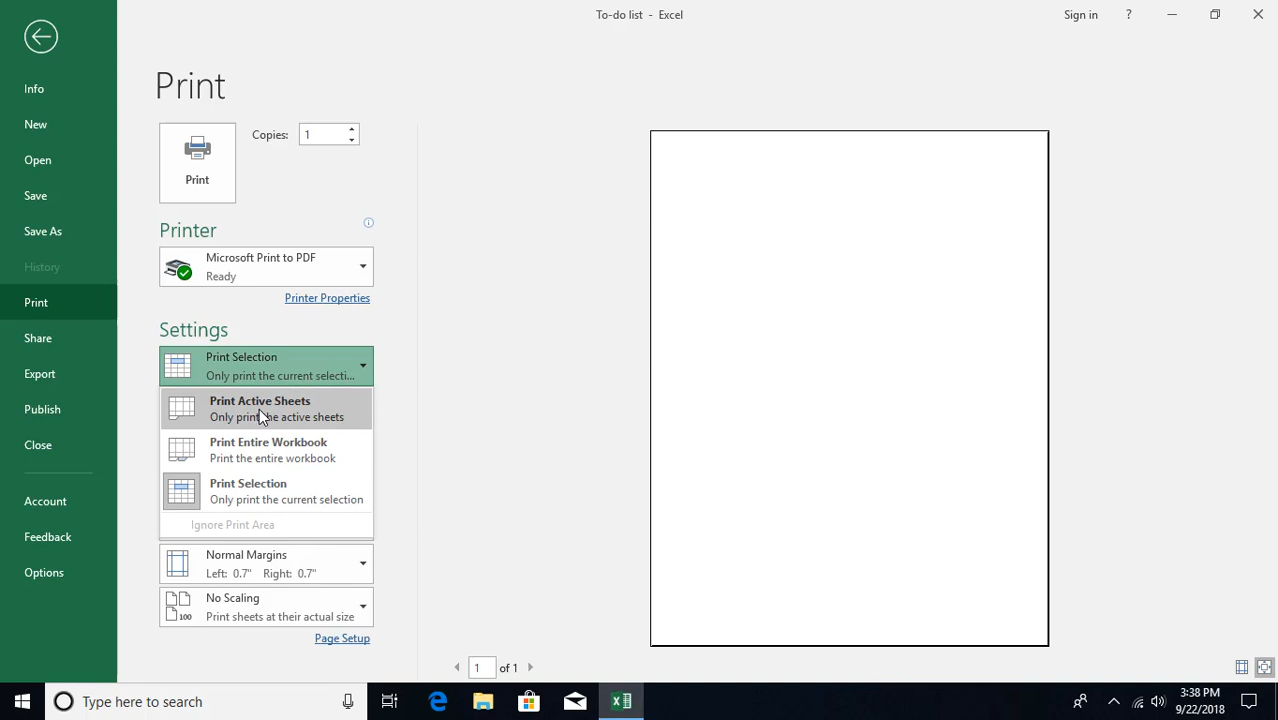 To-do list - Excel
Sign in
?
Info
New
Open
Save
Save As
History
Print
Share
Export
Publish
Close
Account
Feedback
Options
Print
Print
Copies: 1
Printer
Microsoft Print to PDF
Ready
Printer Properties
Settings
Print Selection
Only print the current selecti...
Print Active Sheets
Only print the active sheets
Print Entire Workbook
Print the entire workbook
Print Selection
Only print the current selection
Ignore Print Area
Normal Margins
Left: 0.7" Right: 0.7"
No Scaling
100
Print sheets at their actual size
Page Setup
1 of 1
Type here to search
3:38 PM
9/22/2018